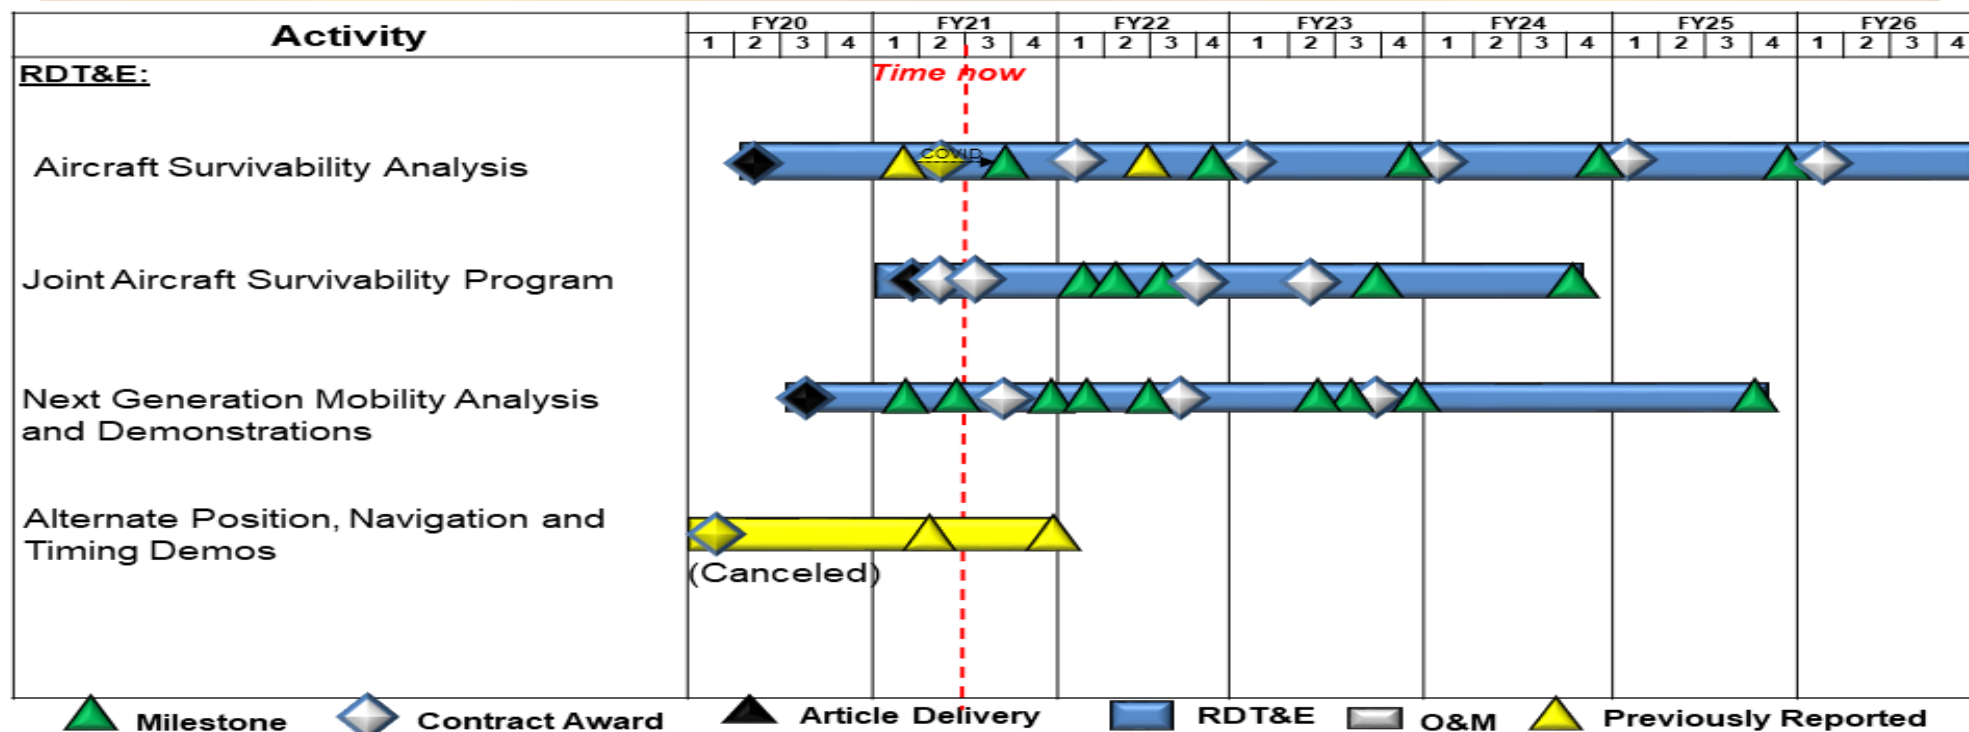 Activity
FY20 FY21 FY22 FY23 FY24 FY25 FY26
1 2 3 4 1 2 3 4 1 2 3 4 1 2 3 4 1 2 3 4 1 2 3 4 1 2 3 4
RDT&E:
Time now
Aircraft Survivability Analysis
COVID
Joint Aircraft Survivability Program
Next Generation Mobility Analysis
and Demonstrations
Alternate Position, Navigation and
Timing Demos
(Canceled)
Milestone Contract Award Article Delivery RDT&E O&M Previously Reported